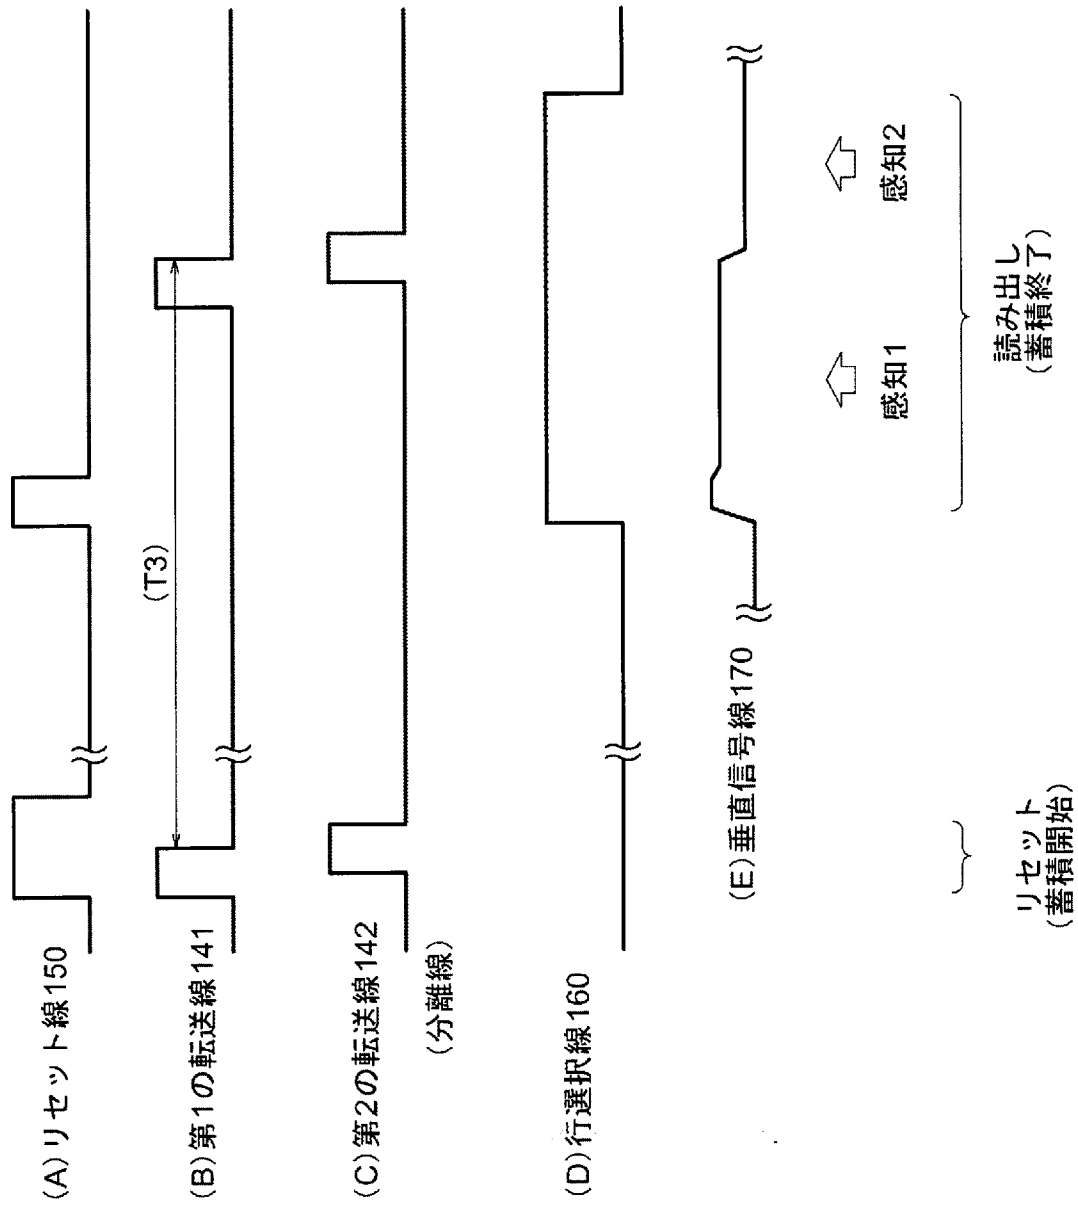 (A)リセット線150
(B)第1の転送線141
(T3)
(C)第2の転送線142
(分離線)
(D)行選択線160
(E)垂直信号線170
感知1
感知2
リセット
(蓄積開始)
読み出し
(蓄積終了)